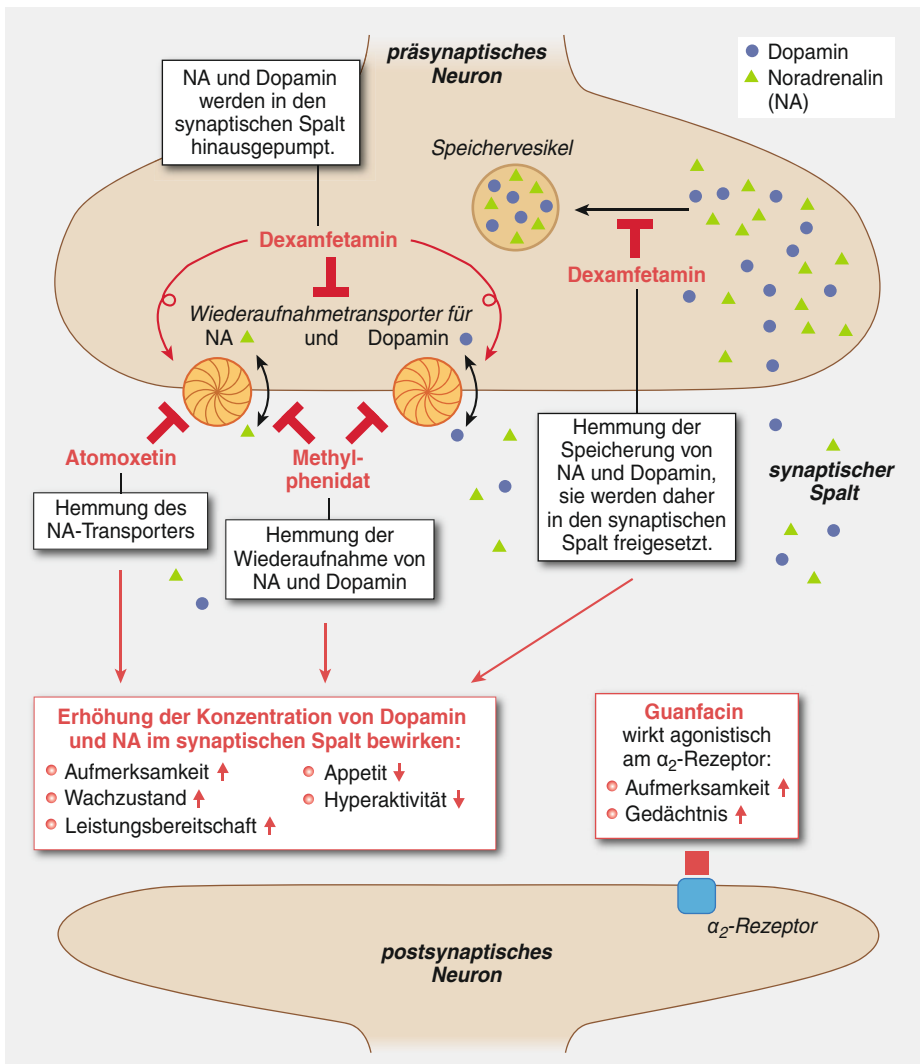 präsynaptisches
Neuron
Dopamin
Noradrenalin
(NA)
NA und Dopamin
werden in den
synaptischen Spalt
hinausgepumpt.
Speichervesikel
Dexamfetamin
Dexamfetamin
Wiederaufnahmetransporter für
NA und Dopamin
Atomoxetin
Hemmung des
NA-Transporters
Methyl-
phenidat
Hemmung der
Wiederaufnahme von
NA und Dopamin
Hemmung der
Speicherung von
NA und Dopamin,
sie werden daher
in den synaptischen
Spalt freigesetzt.
synaptischer
Spalt
Erhöhung der Konzentration von Dopamin
und NA im synaptischen Spalt bewirken:
Aufmerksamkeit ↑
Wachzustand ↑
Leistungsbereitschaft ↑
Appetit ↓
Hyperaktivität ↓
Guanfacin
wirkt agonistisch
am α₂-Rezeptor:
Aufmerksamkeit ↑
Gedächtnis ↑
α₂-Rezeptor
postsynaptisches
Neuron